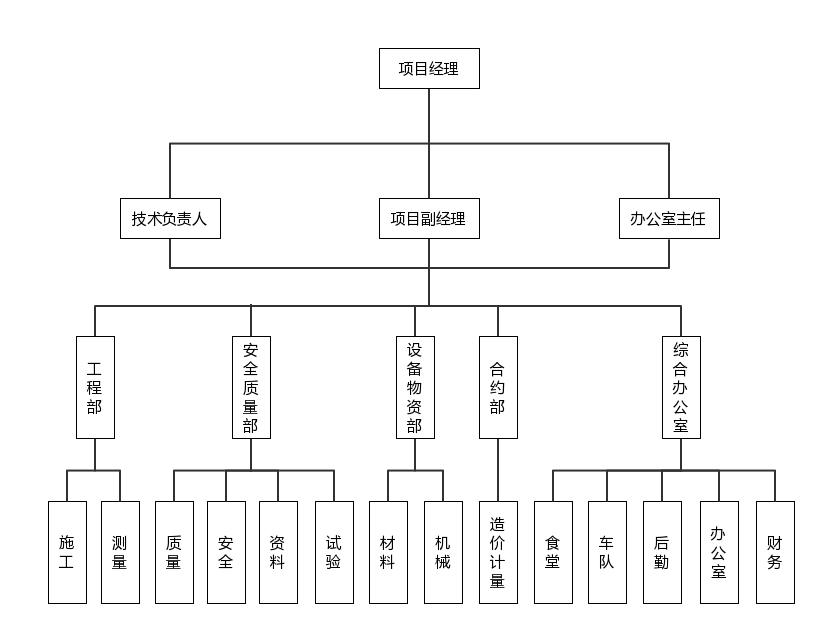 项目经理
技术负责人
项目副经理
办公室主任
工程部
安全质量部
设备物资部
合约部
综合办公室
施工
测量
质量
安全
资料
试验
材料
机械
造价计量
食堂
车队
后勤
办公室
财务